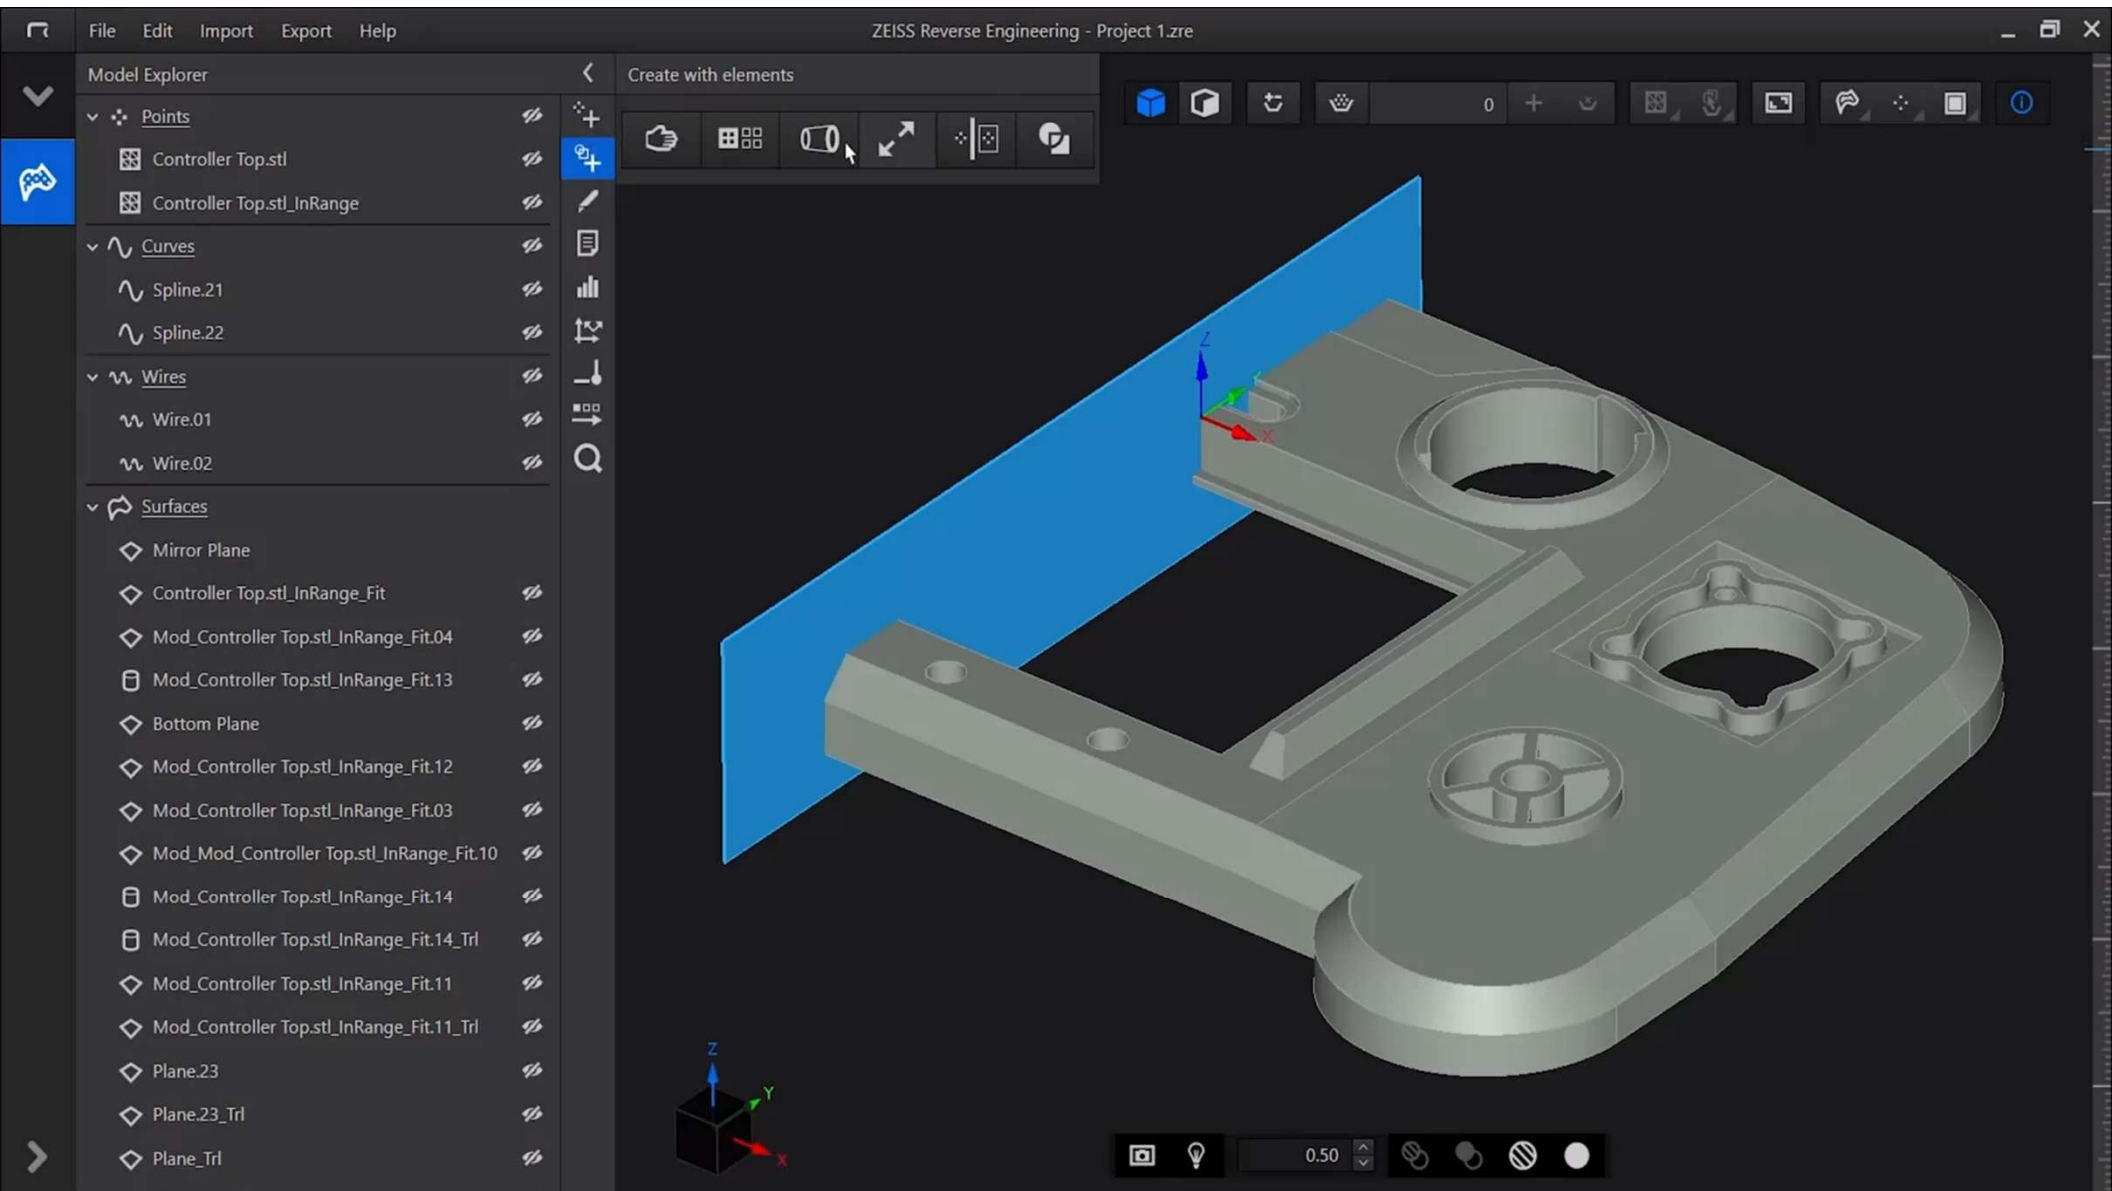 File Edit Import Export Help
ZEISS Reverse Engineering - Project 1.zre
Model Explorer
Create with elements
Points
Controller Top.stl
Controller Top.stl_InRange
Curves
Spline.21
Spline.22
Wires
Wire.01
Wire.02
Surfaces
Mirror Plane
Controller Top.stl_InRange_Fit
Mod_Controller Top.stl_InRange_Fit.04
Mod_Controller Top.stl_InRange_Fit.13
Bottom Plane
Mod_Controller Top.stl_InRange_Fit.12
Mod_Controller Top.stl_InRange_Fit.03
Mod_Mod_Controller Top.stl_InRange_Fit.10
Mod_Controller Top.stl_InRange_Fit.14
Mod_Controller Top.stl_InRange_Fit.14_Trl
Mod_Controller Top.stl_InRange_Fit.11
Mod_Controller Top.stl_InRange_Fit.11_Trl
Plane.23
Plane.23_Trl
Plane_Trl
0
Z
Y
X
Z
Y
X
0.50